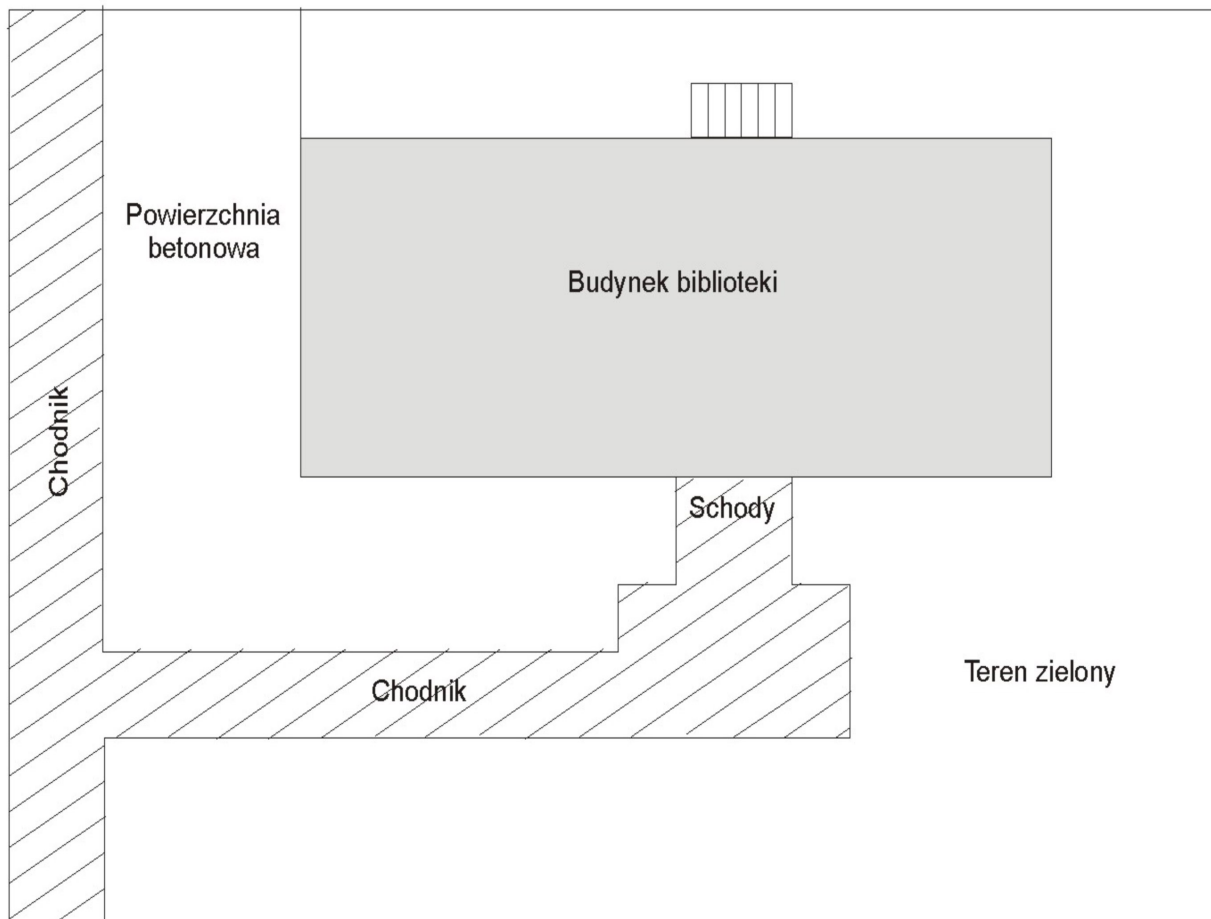 Powierzchnia
betonowa
Budynek biblioteki
Chodnik
Schody
Chodnik
Teren zielony